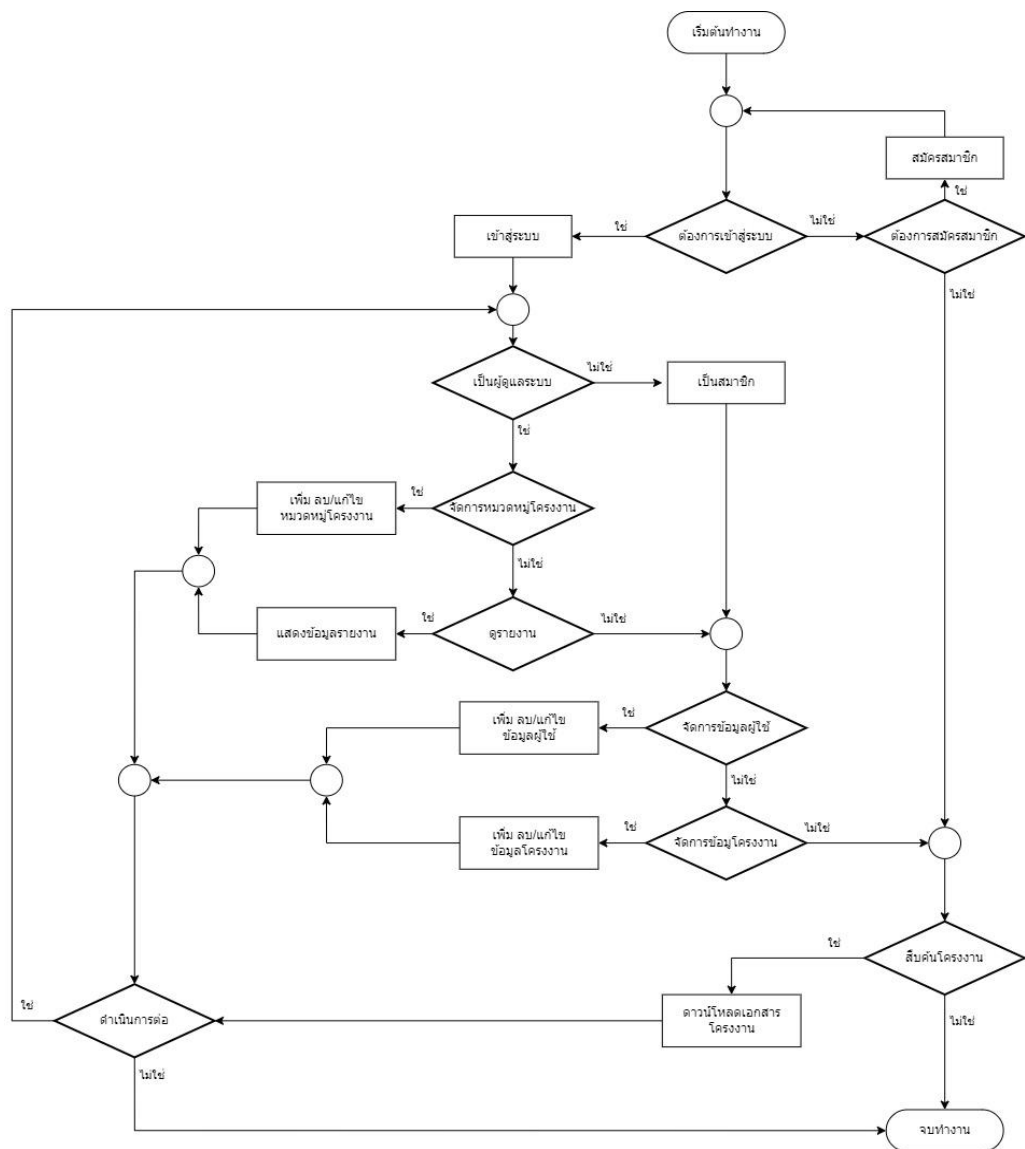 เริ่มต้นทำงาน
สมัครสมาชิก
ใช่
ใช่
ไม่ใช่
เข้าสู่ระบบ
ต้องการเข้าสู่ระบบ
ต้องการสมัครสมาชิก
ไม่ใช่
ไม่ใช่
เป็นผู้ดูแลระบบ
เป็นสมาชิก
ใช่
เพิ่ม ลบ/แก้ไข
หมวดหมู่โครงงาน
ใช่
จัดการหมวดหมู่โครงงาน
ไม่ใช่
แสดงข้อมูลรายงาน
ใช่
ดูรายงาน
ไม่ใช่
เพิ่ม ลบ/แก้ไข
ข้อมูลผู้ใช้
ใช่
จัดการข้อมูลผู้ใช้
ไม่ใช่
เพิ่ม ลบ/แก้ไข
ข้อมูลโครงงาน
ใช่
จัดการข้อมูโครงงาน
ไม่ใช่
ใช่
สืบค้นโครงงาน
ใช่
ดำเนินการต่อ
ดาวน์โหลดเอกสาร
โครงงาน
ไม่ใช่
ไม่ใช่
จบทำงาน